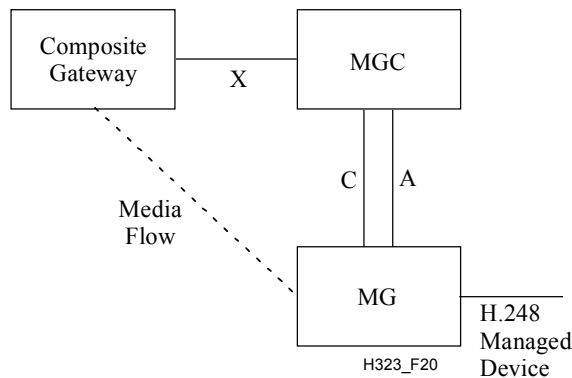 Composite
Gateway
X
MGC
C
A
Media
Flow
MG
H.248
Managed
Device
H323_F20